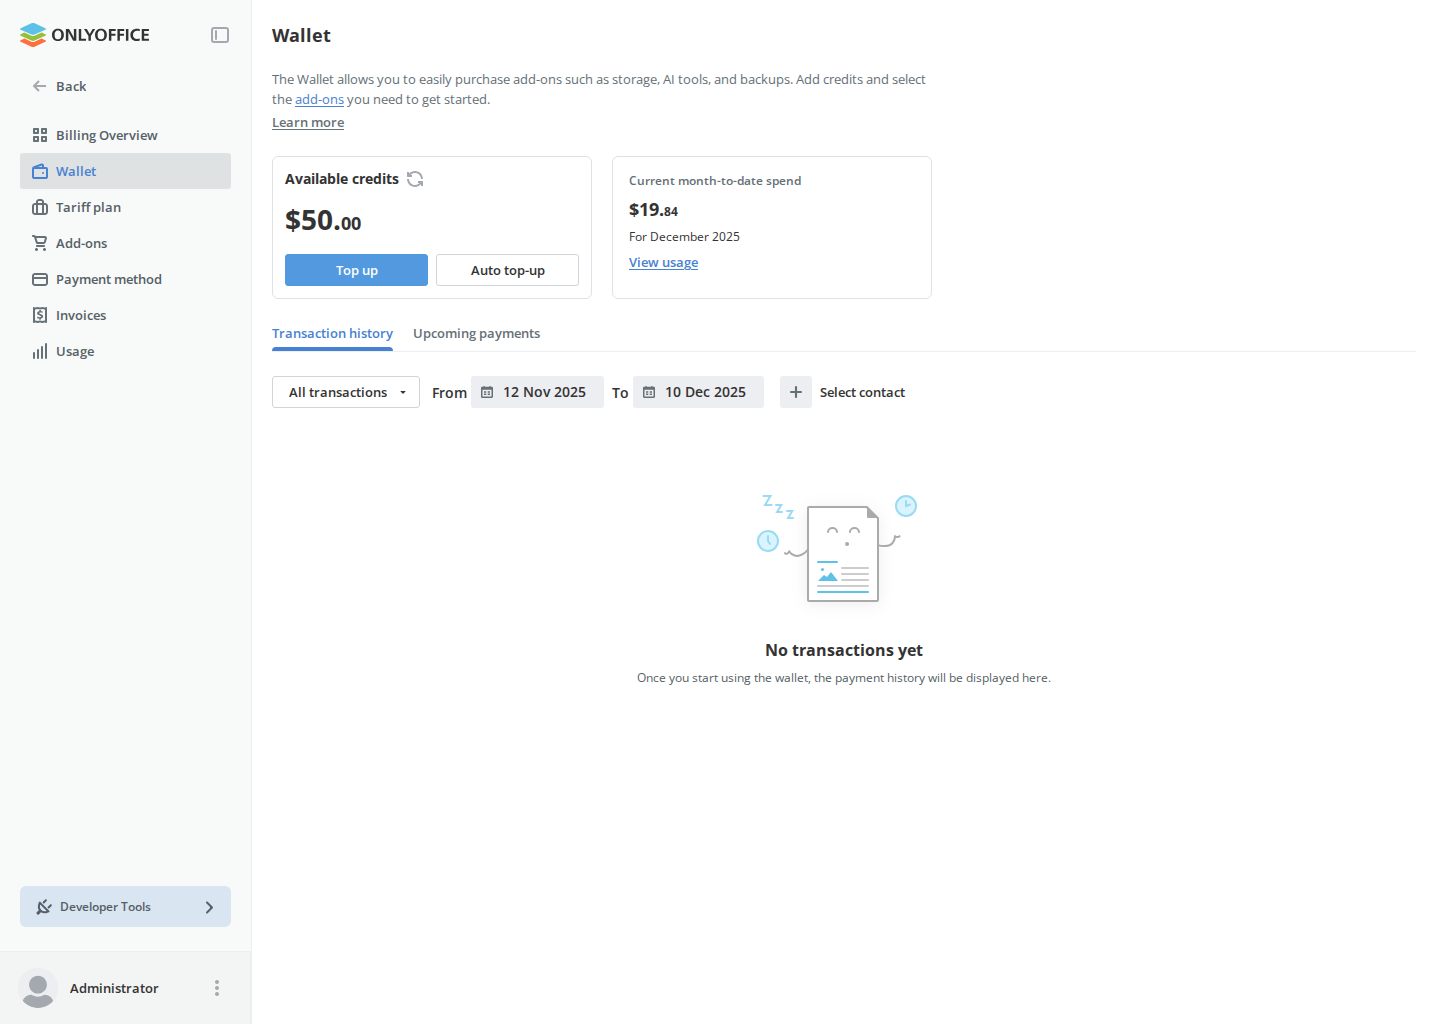 ONLYOFFICE
Back
Billing Overview
Wallet
Tariff plan
Add-ons
Payment method
Invoices
Usage
Developer Tools
Administrator
Wallet
The Wallet allows you to easily purchase add-ons such as storage, AI tools, and backups. Add credits and select
the add-ons you need to get started.
Learn more
Available credits
$50.00
Top up
Auto top-up
Current month-to-date spend
$19.84
For December 2025
View usage
Transaction history
Upcoming payments
All transactions
From
12 Nov 2025
To
10 Dec 2025
Select contact
Z
Z
Z
No transactions yet
Once you start using the wallet, the payment history will be displayed here.